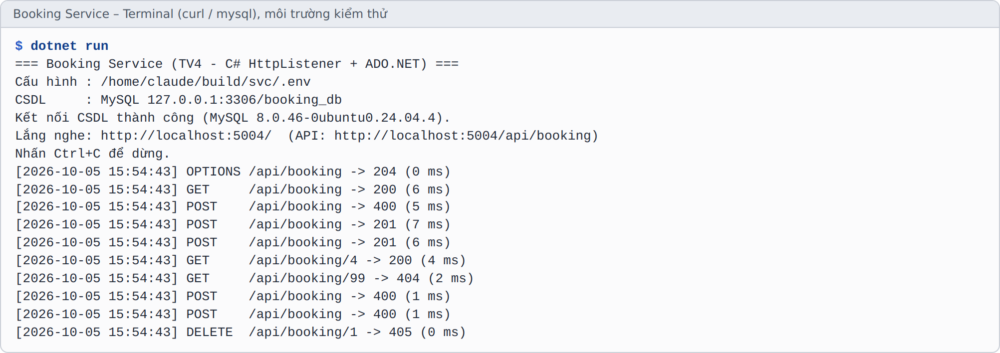 Booking Service – Terminal (curl / mysql), môi trường kiểm thử
$ dotnet run
=== Booking Service (TV4 - C# HttpListener + ADO.NET) ===
Cấu hình : /home/claude/build/svc/.env
CSDL     : MySQL 127.0.0.1:3306/booking_db
Kết nối CSDL thành công (MySQL 8.0.46-0ubuntu0.24.04.4).
Lắng nghe: http://localhost:5004/  (API: http://localhost:5004/api/booking)
Nhấn Ctrl+C để dừng.
[2026-10-05 15:54:43] OPTIONS /api/booking -> 204 (0 ms)
[2026-10-05 15:54:43] GET     /api/booking -> 200 (6 ms)
[2026-10-05 15:54:43] POST    /api/booking -> 400 (5 ms)
[2026-10-05 15:54:43] POST    /api/booking -> 201 (7 ms)
[2026-10-05 15:54:43] POST    /api/booking -> 201 (6 ms)
[2026-10-05 15:54:43] GET     /api/booking/4 -> 200 (4 ms)
[2026-10-05 15:54:43] GET     /api/booking/99 -> 404 (2 ms)
[2026-10-05 15:54:43] POST    /api/booking -> 400 (1 ms)
[2026-10-05 15:54:43] POST    /api/booking -> 400 (1 ms)
[2026-10-05 15:54:43] DELETE  /api/booking/1 -> 405 (0 ms)